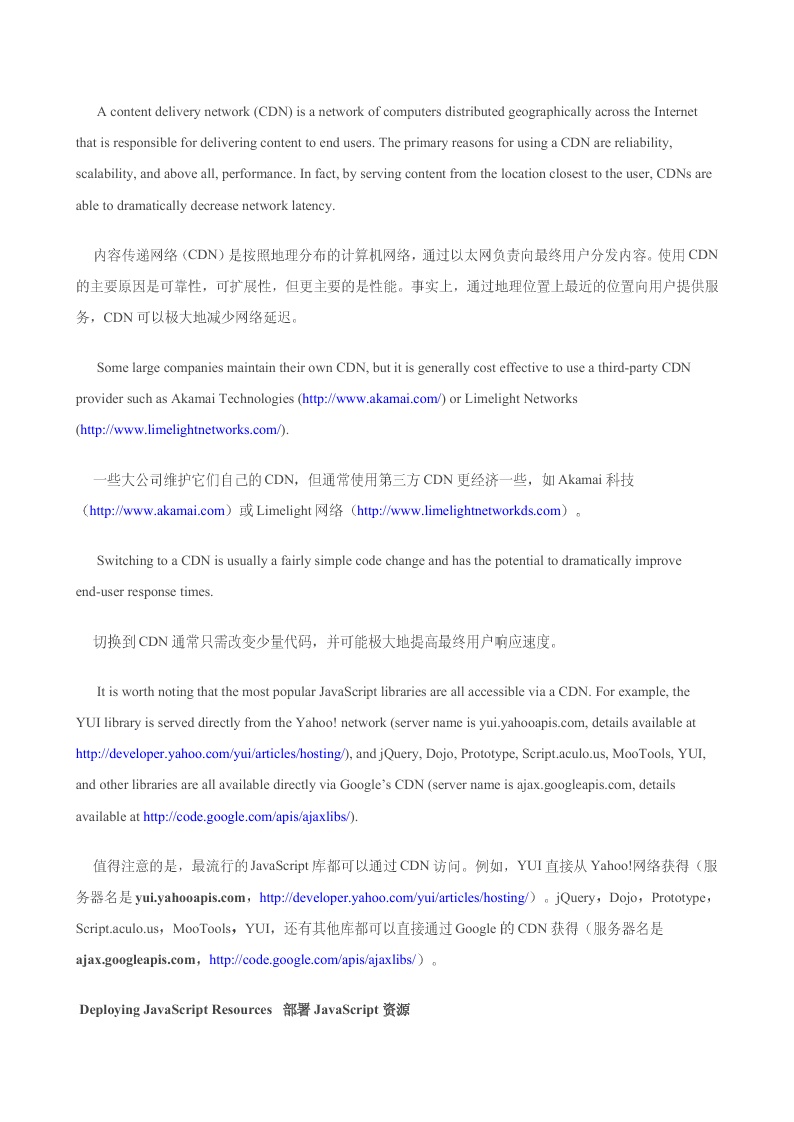 A content delivery network (CDN) is a network of computers distributed geographically across the Internet
that is responsible for delivering content to end users. The primary reasons for using a CDN are reliability,
scalability, and above all, performance. In fact, by serving content from the location closest to the user, CDNs are
able to dramatically decrease network latency.
内容传递网络（CDN）是按照地理分布的计算机网络，通过以太网负责向最终用户分发内容。使用 CDN
的主要原因是可靠性，可扩展性，但更主要的是性能。事实上，通过地理位置上最近的位置向用户提供服
务，CDN 可以极大地减少网络延迟。
Some large companies maintain their own CDN, but it is generally cost effective to use a third-party CDN
provider such as Akamai Technologies (http://www.akamai.com/) or Limelight Networks
(http://www.limelightnetworks.com/).
一些大公司维护它们自己的 CDN，但通常使用第三方 CDN 更经济一些，如 Akamai 科技
（http://www.akamai.com）或 Limelight 网络（http://www.limelightnetworkds.com）。
Switching to a CDN is usually a fairly simple code change and has the potential to dramatically improve
end-user response times.
切换到 CDN 通常只需改变少量代码，并可能极大地提高最终用户响应速度。
It is worth noting that the most popular JavaScript libraries are all accessible via a CDN. For example, the
YUI library is served directly from the Yahoo! network (server name is yui.yahooapis.com, details available at
http://developer.yahoo.com/yui/articles/hosting/), and jQuery, Dojo, Prototype, Script.aculo.us, MooTools, YUI,
and other libraries are all available directly via Google’s CDN (server name is ajax.googleapis.com, details
available at http://code.google.com/apis/ajaxlibs/).
值得注意的是，最流行的 JavaScript 库都可以通过 CDN 访问。例如，YUI 直接从 Yahoo!网络获得（服
务器名是 yui.yahooapis.com，http://developer.yahoo.com/yui/articles/hosting/）。jQuery，Dojo，Prototype，
Script.aculo.us，MooTools，YUI，还有其他库都可以直接通过 Google 的 CDN 获得（服务器名是
ajax.googleapis.com，http://code.google.com/apis/ajaxlibs/）。
Deploying JavaScript Resources 部署 JavaScript 资源